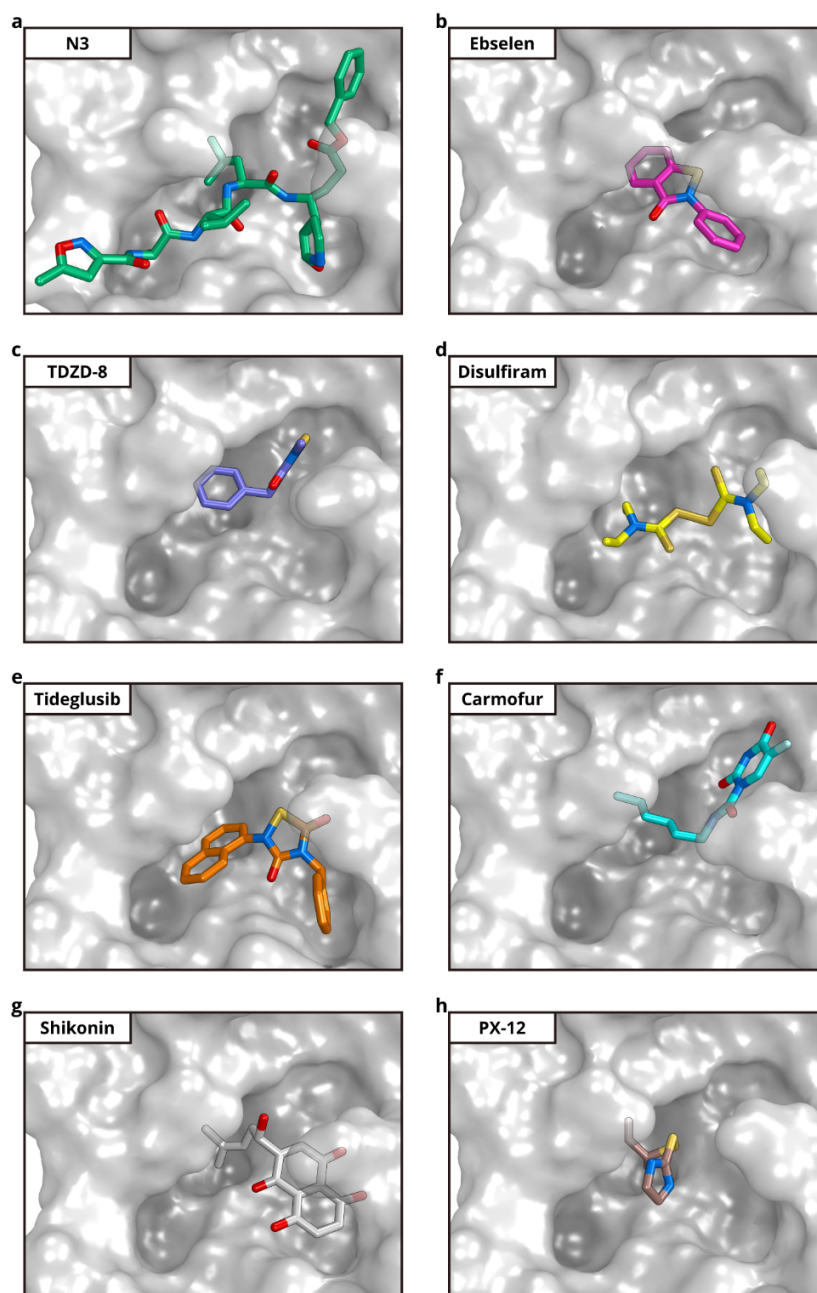 a
N3
b
Ebselen
c
TDZD-8
d
Disulfiram
e
Tideglusib
f
Carmofur
g
Shikonin
h
PX-12